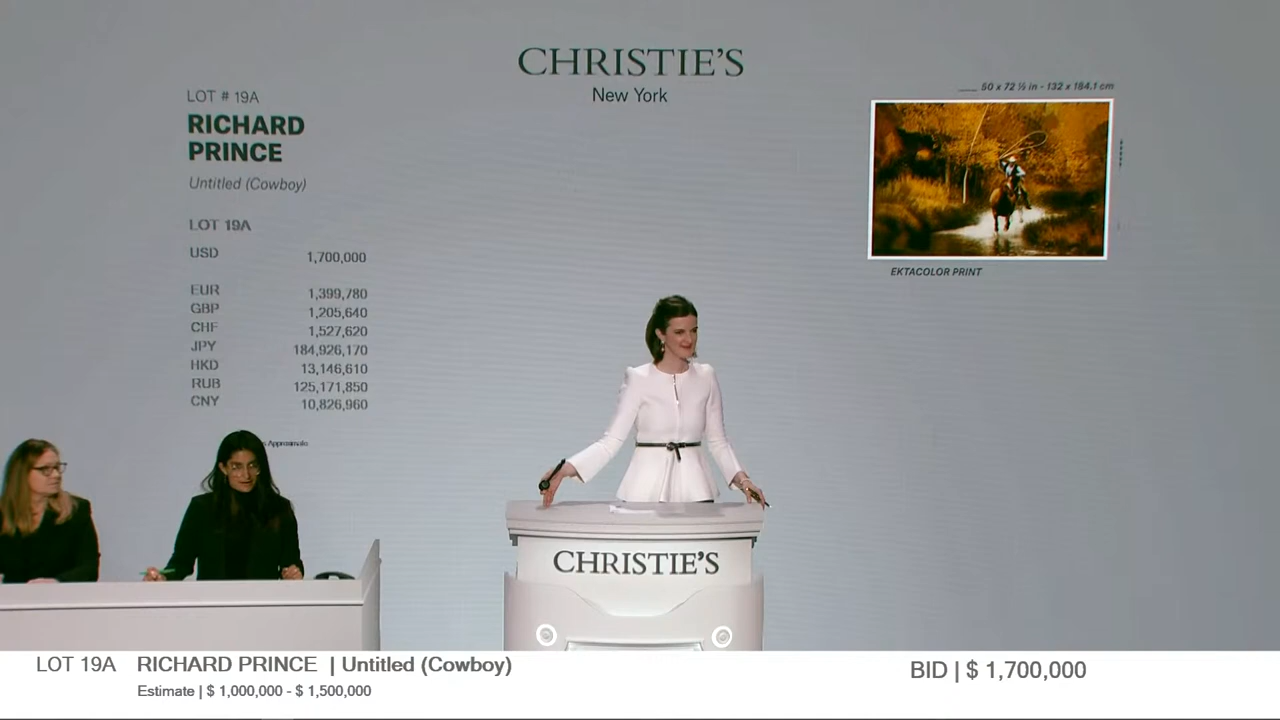 CHRISTIE'S
New York
LOT # 19A
RICHARD
PRINCE
Untitled (Cowboy)
LOT 19A
USD 1,700,000
EUR 1,399,780
GBP 1,205,640
CHF 1,527,620
JPY 184,926,170
HKD 13,146,610
RUB 125,171,850
CNY 10,826,960
Approximate
50 x 72 ½ in - 132 x 184.1 cm
EKTACOLOR PRINT
CHRISTIE'S
LOT 19A RICHARD PRINCE | Untitled (Cowboy)
Estimate | $ 1,000,000 - $ 1,500,000
BID | $ 1,700,000